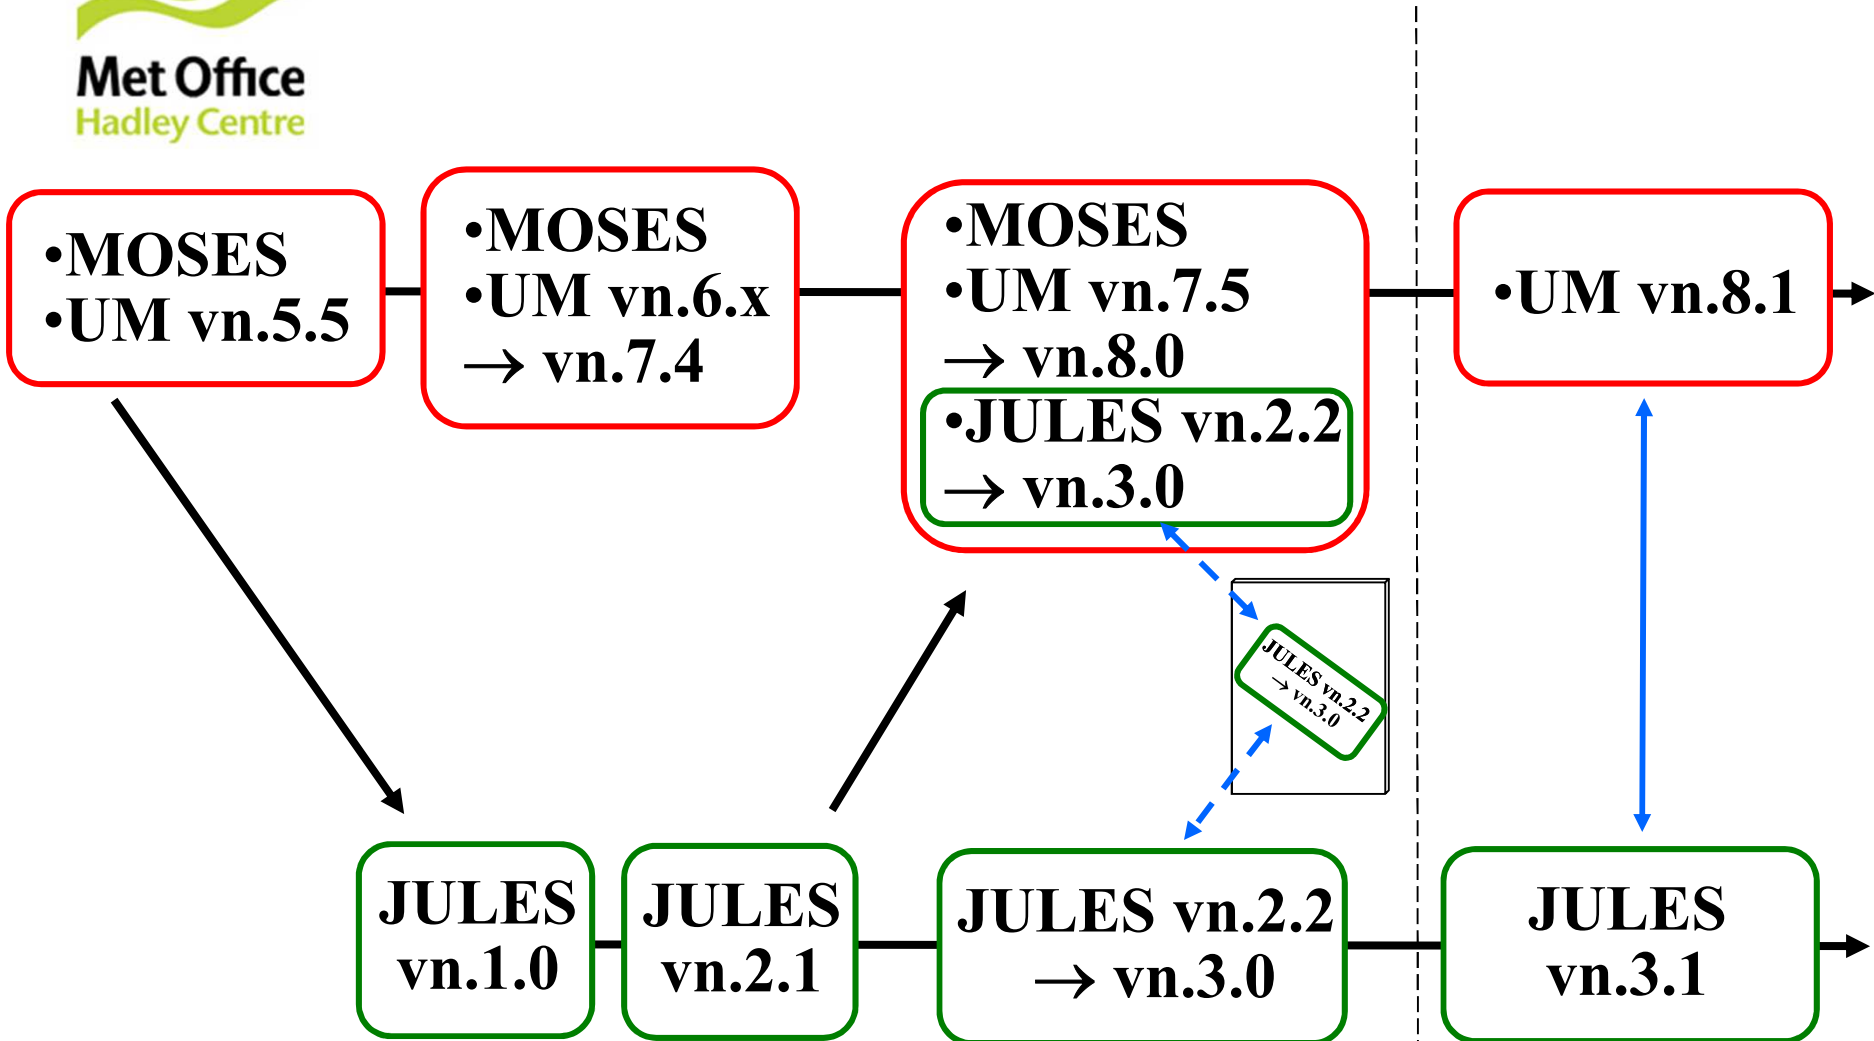 Met Office
Hadley Centre
•MOSES
•UM vn.5.5
•MOSES
•UM vn.6.x
→ vn.7.4
•MOSES
•UM vn.7.5
→ vn.8.0
•JULES vn.2.2
→ vn.3.0
•UM vn.8.1
JULES vn.2.2
→ vn.3.0
JULES
vn.1.0
JULES
vn.2.1
JULES vn.2.2
→ vn.3.0
JULES
vn.3.1